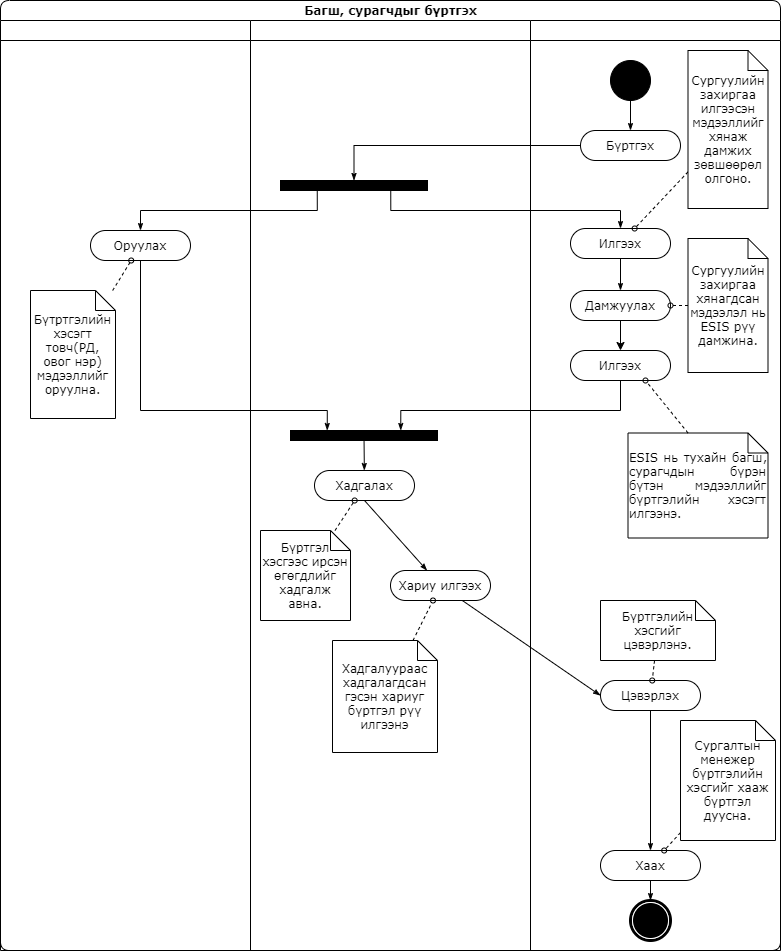 Багш, сурагчдыг бүртгэх
Сургуулийн
захиргаа
илгээсэн
мэдээллийг
хянаж
дамжих
зөвшөөрөл
олгоно.
Бүртгэх
Оруулах
Илгээх
Сургуулийн
захиргаа
хянагдсан
мэдээлэл нь
ESIS рүү
дамжина.
Дамжуулах
Бүтртгэлийн
хэсэгт
товч(РД,
овог нэр)
мэдээллийг
оруулна.
Илгээх
ESIS нь тухайн багш,
сурагчдын бүрэн
бүтэн мэдээллийг
бүртгэлийн хэсэгт
илгээнэ.
Хадгалах
Бүртгэл
хэсгээс ирсэн
өгөгдлийг
хадгалж
авна.
Хариу илгээх
Бүртгэлийн
хэсгийг
цэвэрлэнэ.
Хадгалуураас
хадгалагдсан
гэсэн хариуг
бүртгэл рүү
илгээнэ
Цэвэрлэх
Сургалтын
менежер
бүртгэлийн
хэсгийг хааж
бүртгэл
дуусна.
Хаах